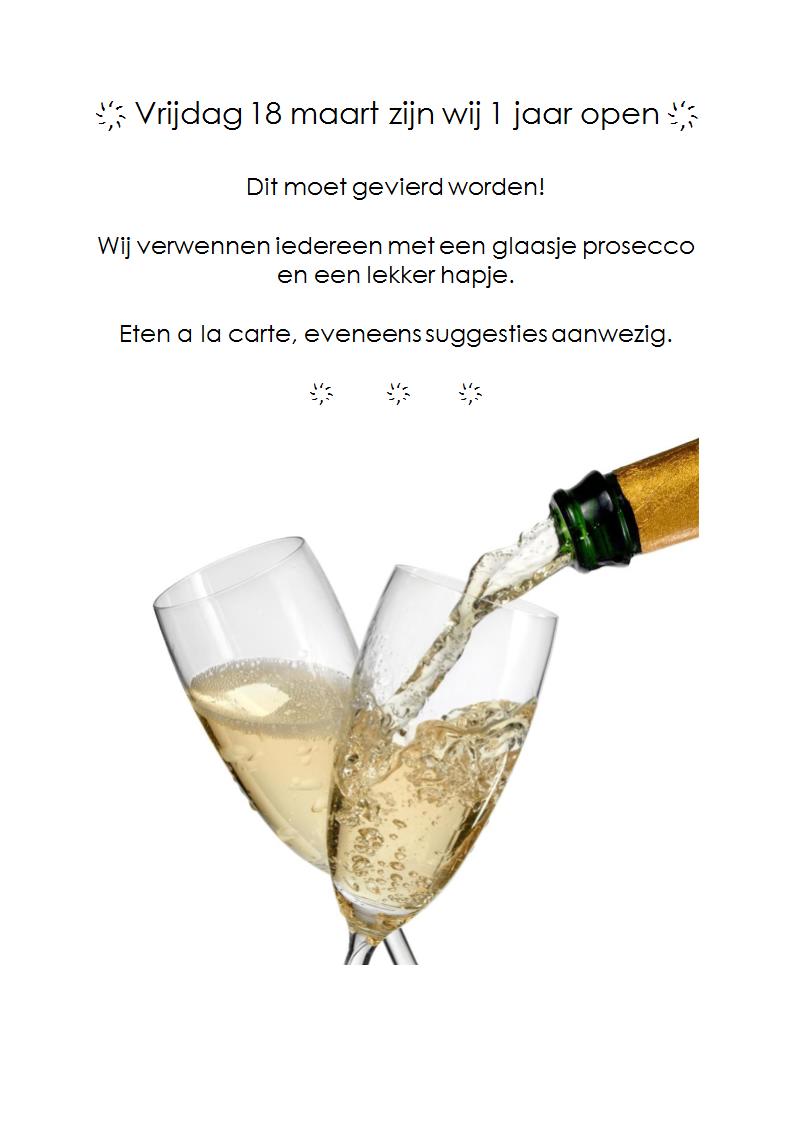 Vrijdag 18 maart zijn wij 1 jaar open
Dit moet gevierd worden!
Wij verwennen iedereen met een glaasje prosecco
en een lekker hapje.
Eten a la carte, eveneens suggesties aanwezig.